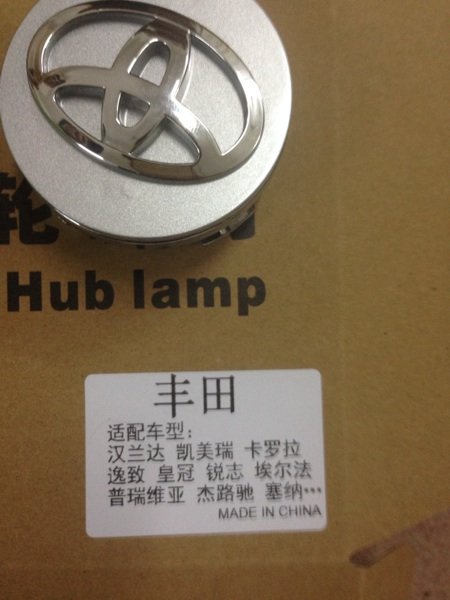 轮
Hub lamp
丰田
适配车型：
汉兰达 凯美瑞 卡罗拉
逸致 皇冠 锐志 埃尔法
普瑞维亚 杰路驰 塞纳…
MADE IN CHINA